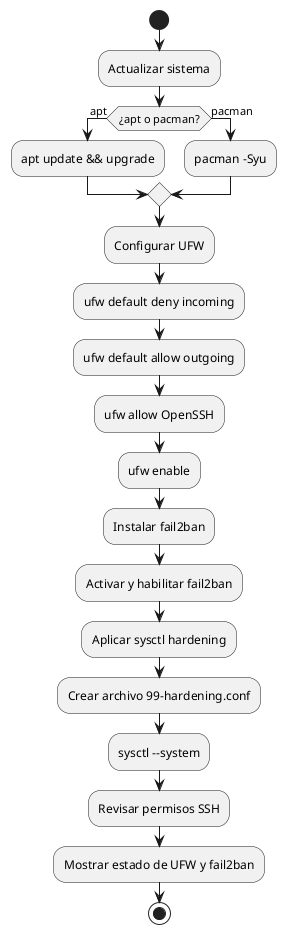 Actualizar sistema
¿apt o pacman?
apt
pacman
apt update && upgrade
pacman -Syu
Configurar UFW
ufw default deny incoming
ufw default allow outgoing
ufw allow OpenSSH
ufw enable
Instalar fail2ban
Activar y habilitar fail2ban
Aplicar sysctl hardening
Crear archivo 99-hardening.conf
sysctl --system
Revisar permisos SSH
Mostrar estado de UFW y fail2ban